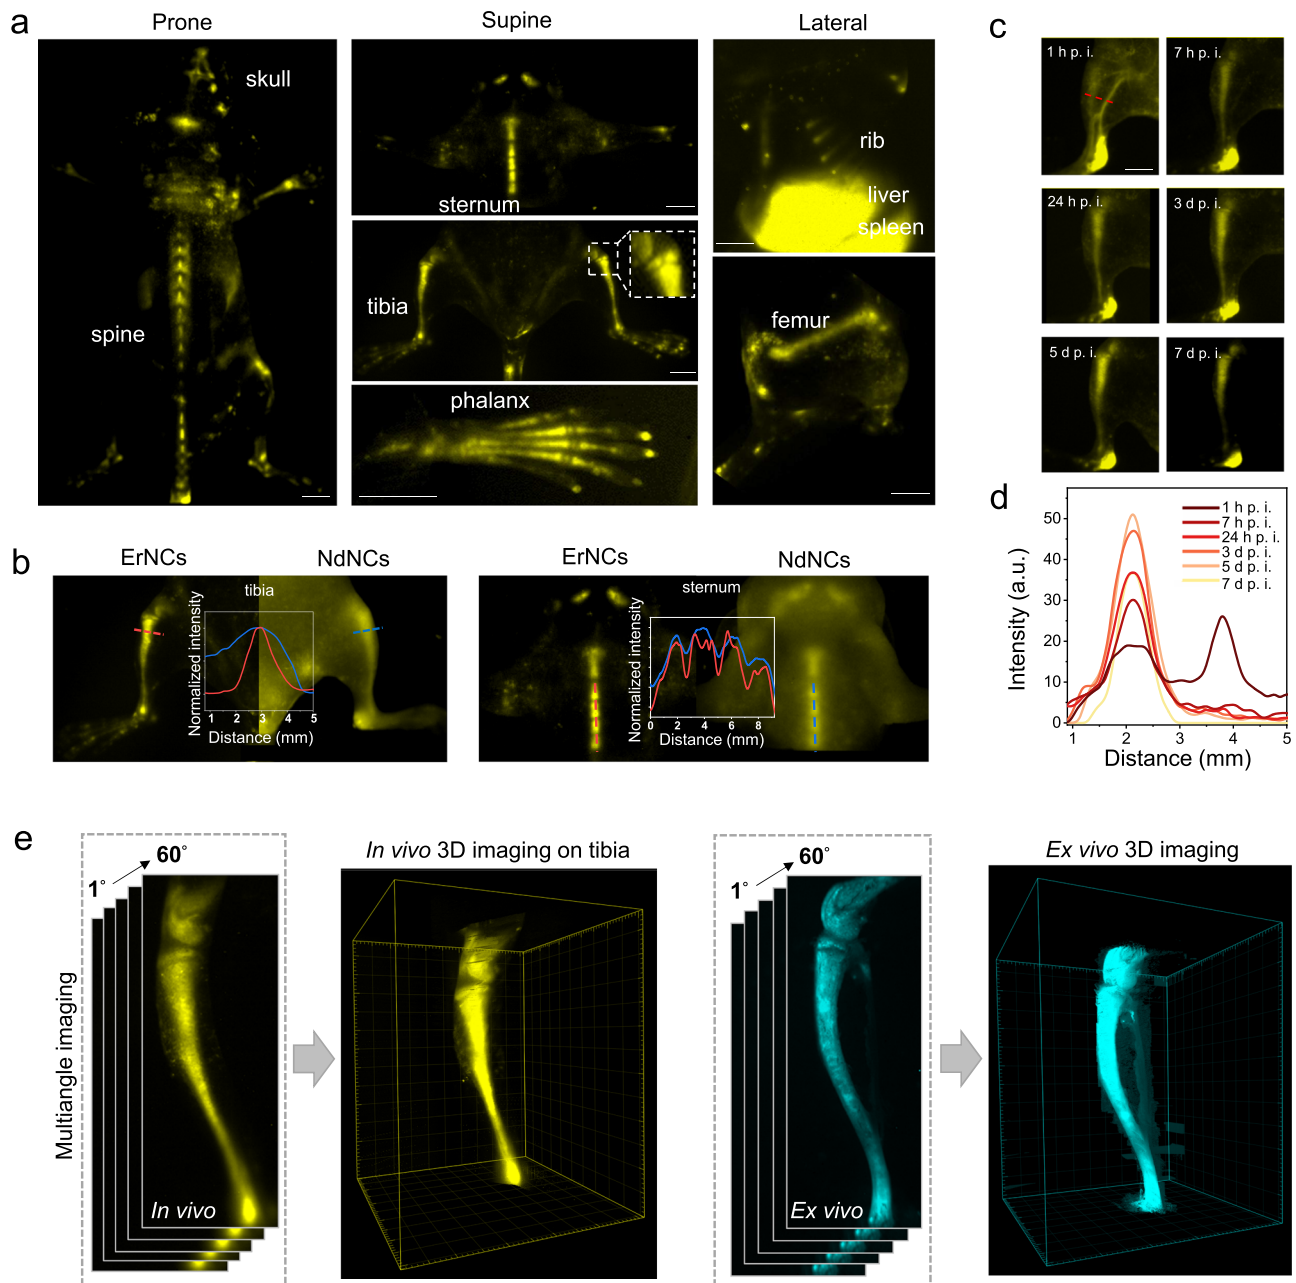 a
Prone
Supine
Lateral
skull
spine
sternum
tibia
phalanx
rib
liver
spleen
femur
b
ErNCs
NdNCs
tibia
Normalized intensity
1 2 3 4 5
Distance (mm)
ErNCs
NdNCs
sternum
Normalized intensity
0 2 4 6 8
Distance (mm)
c
1 h p. i.
7 h p. i.
24 h p. i.
3 d p. i.
5 d p. i.
7 d p. i.
d
Intensity (a.u.)
50
40
30
20
10
0
1 2 3 4 5
Distance (mm)
1 h p. i.
7 h p. i.
24 h p. i.
3 d p. i.
5 d p. i.
7 d p. i.
e
Multiangle imaging
1°
60°
In vivo
In vivo 3D imaging on tibia
1°
60°
Ex vivo
Ex vivo 3D imaging